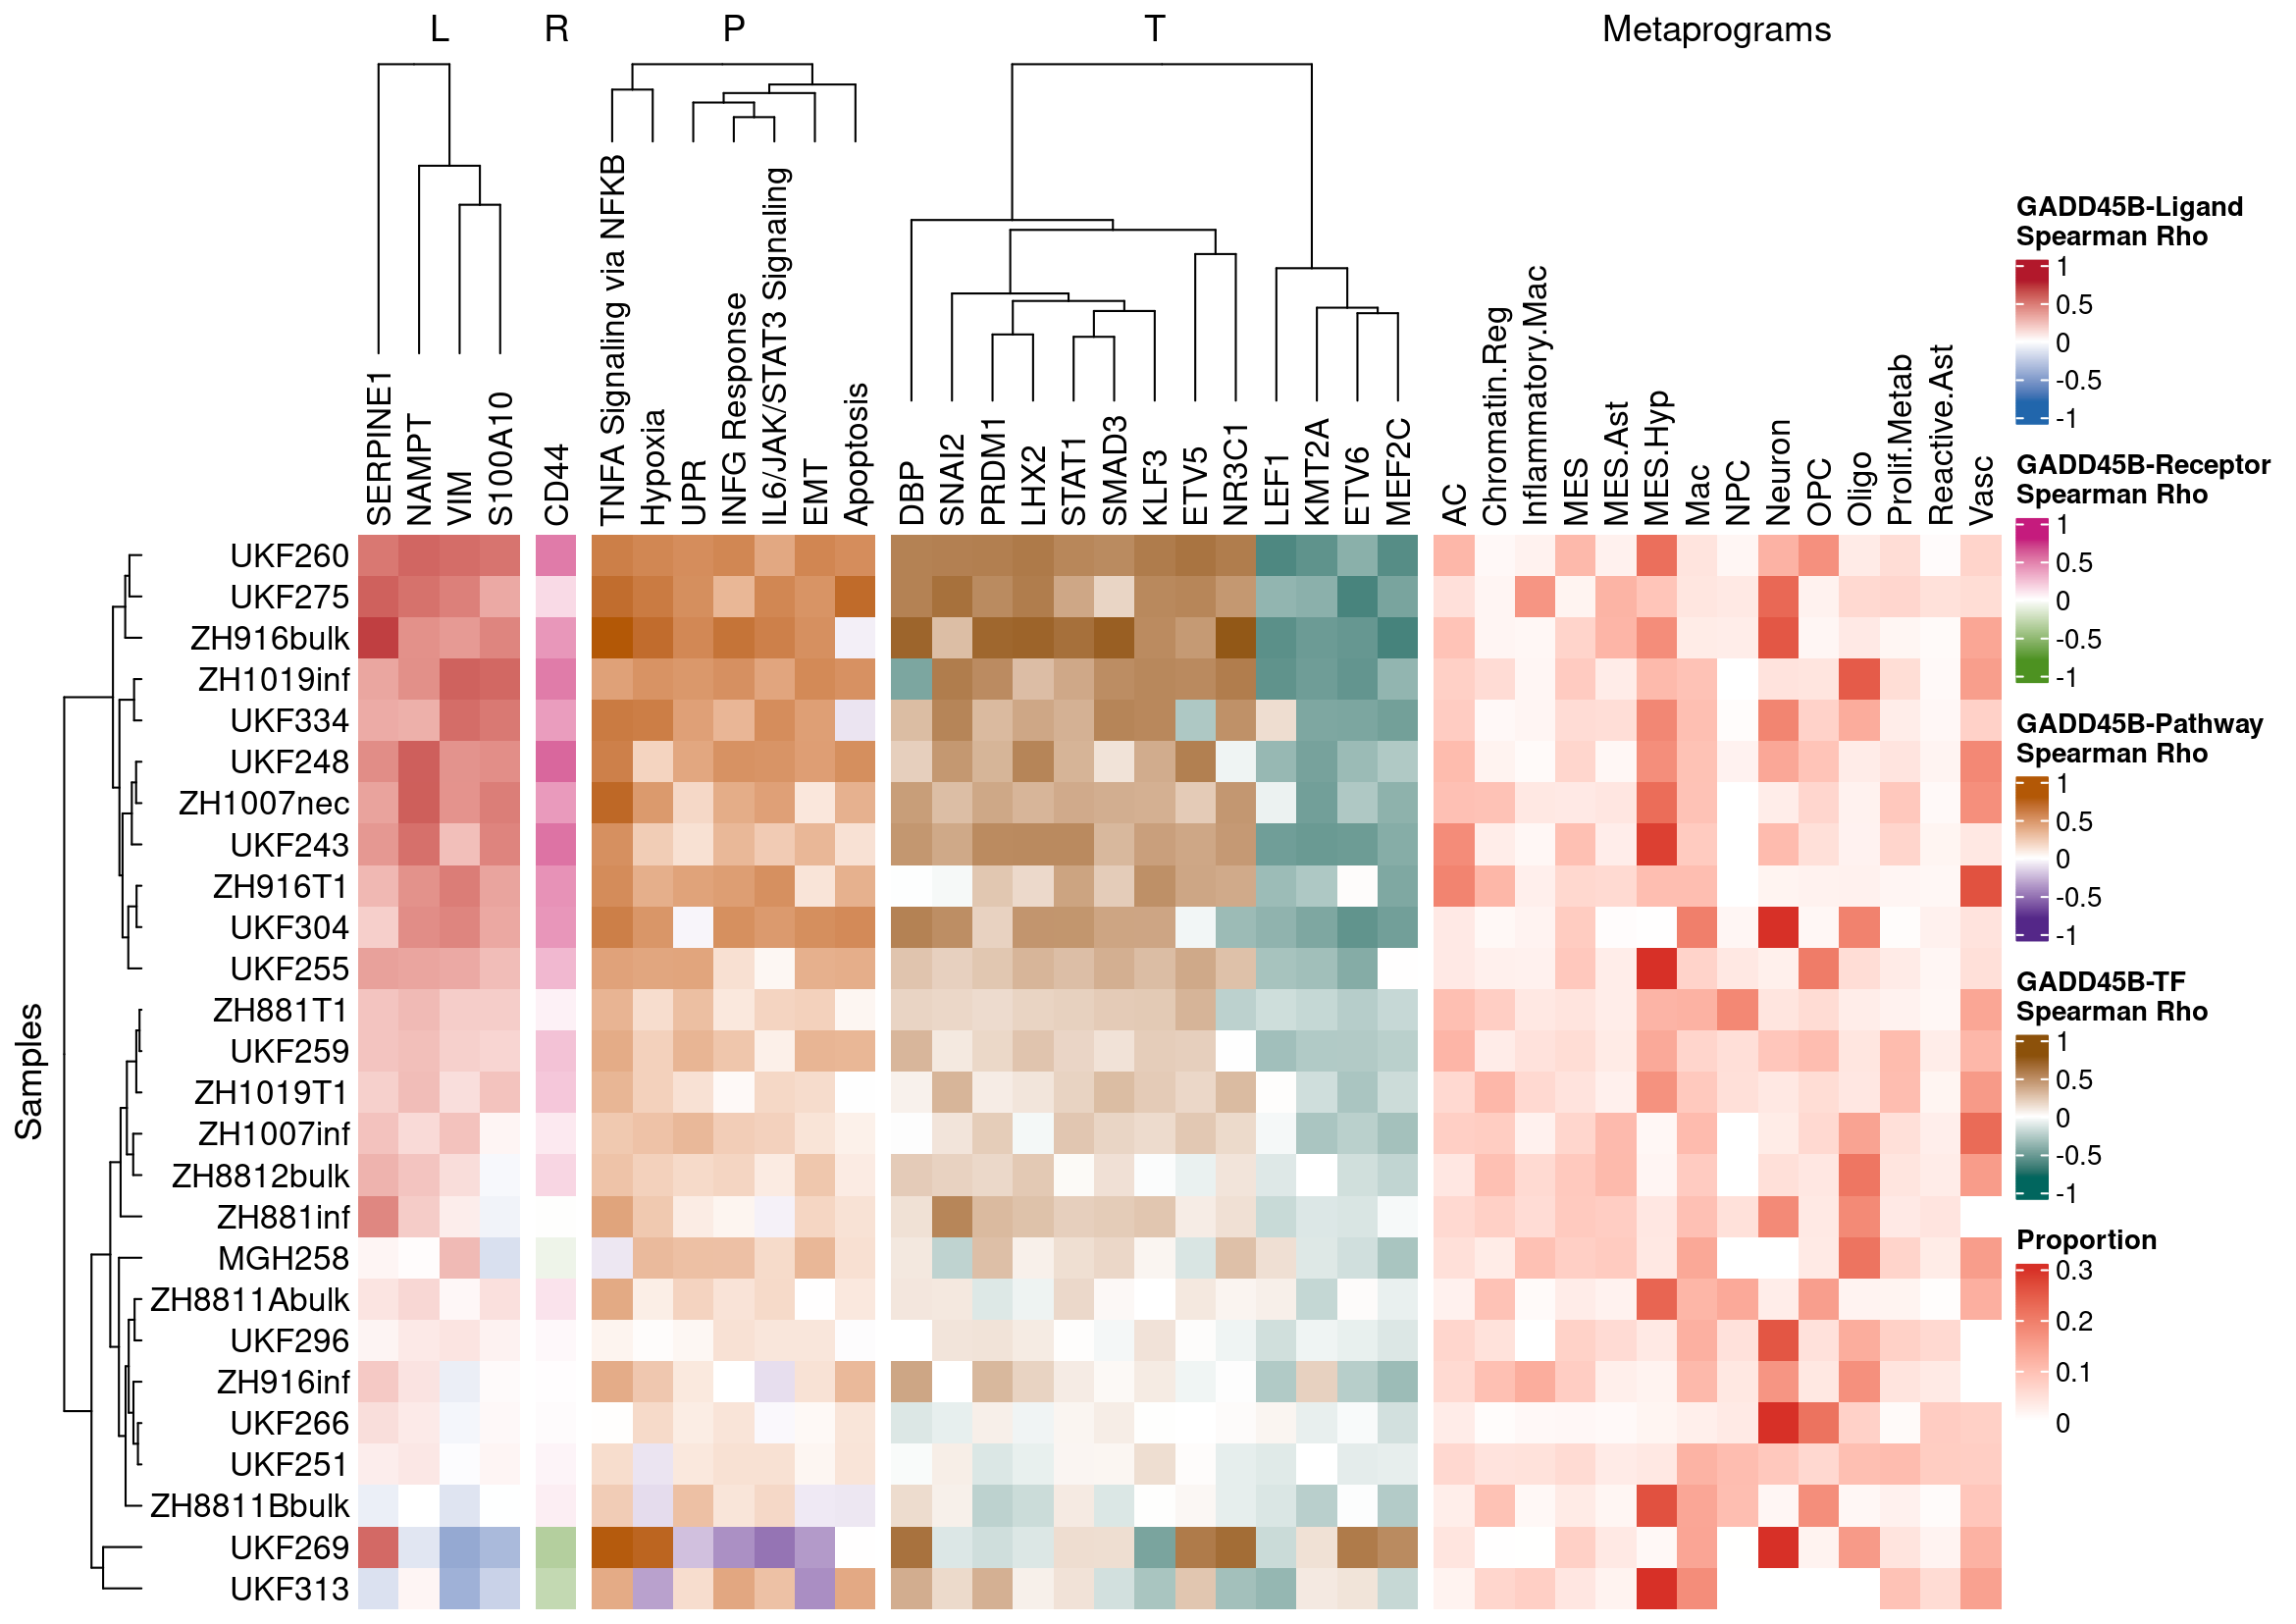 L
R
P
T
Metaprograms
SERPINE1
NAMPT
VIM
S100A10
CD44
TNFA Signaling via NFKB
Hypoxia
UPR
INFG Response
IL6/JAK/STAT3 Signaling
EMT
Apoptosis
DBP
SNAI2
PRDM1
LHX2
STAT1
SMAD3
KLF3
ETV5
NR3C1
LEF1
KMT2A
ETV6
MEF2C
AC
Chromatin.Reg
Inflammatory.Mac
MES
MES.Ast
MES.Hyp
Mac
NPC
Neuron
OPC
Oligo
Prolif.Metab
Reactive.Ast
Vasc
Samples
UKF260
UKF275
ZH916bulk
ZH1019inf
UKF334
UKF248
ZH1007nec
UKF243
ZH916T1
UKF304
UKF255
ZH881T1
UKF259
ZH1019T1
ZH1007inf
ZH8812bulk
ZH881inf
MGH258
ZH8811Abulk
UKF296
ZH916inf
UKF266
UKF251
ZH8811Bbulk
UKF269
UKF313
GADD45B-Ligand
Spearman Rho
1
0.5
0
-0.5
-1
GADD45B-Receptor
Spearman Rho
1
0.5
0
-0.5
-1
GADD45B-Pathway
Spearman Rho
1
0.5
0
-0.5
-1
GADD45B-TF
Spearman Rho
1
0.5
0
-0.5
-1
Proportion
0.3
0.2
0.1
0